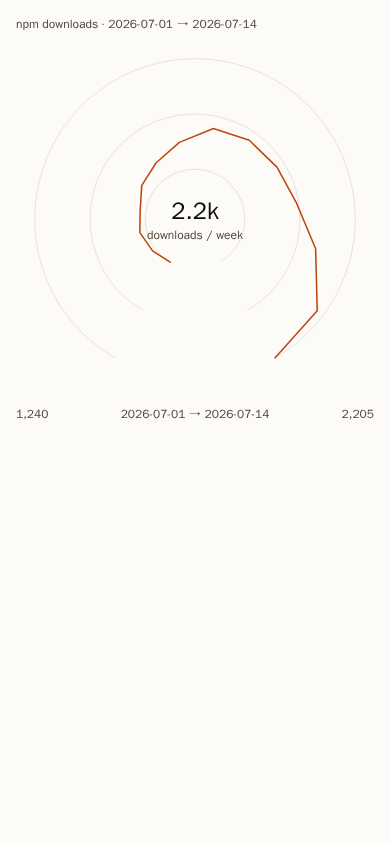 npm downloads · 2026-07-01 → 2026-07-14
2.2k
downloads / week
1,240 2026-07-01 → 2026-07-14 2,205